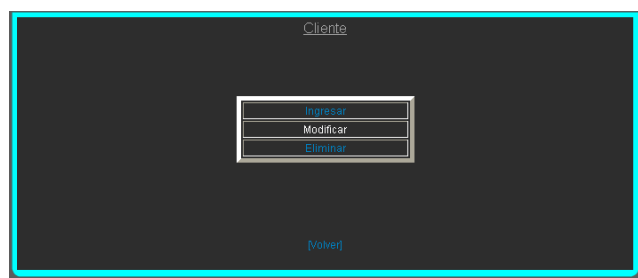 Cliente
Ingresar
Modificar
Eliminar
[Volver]